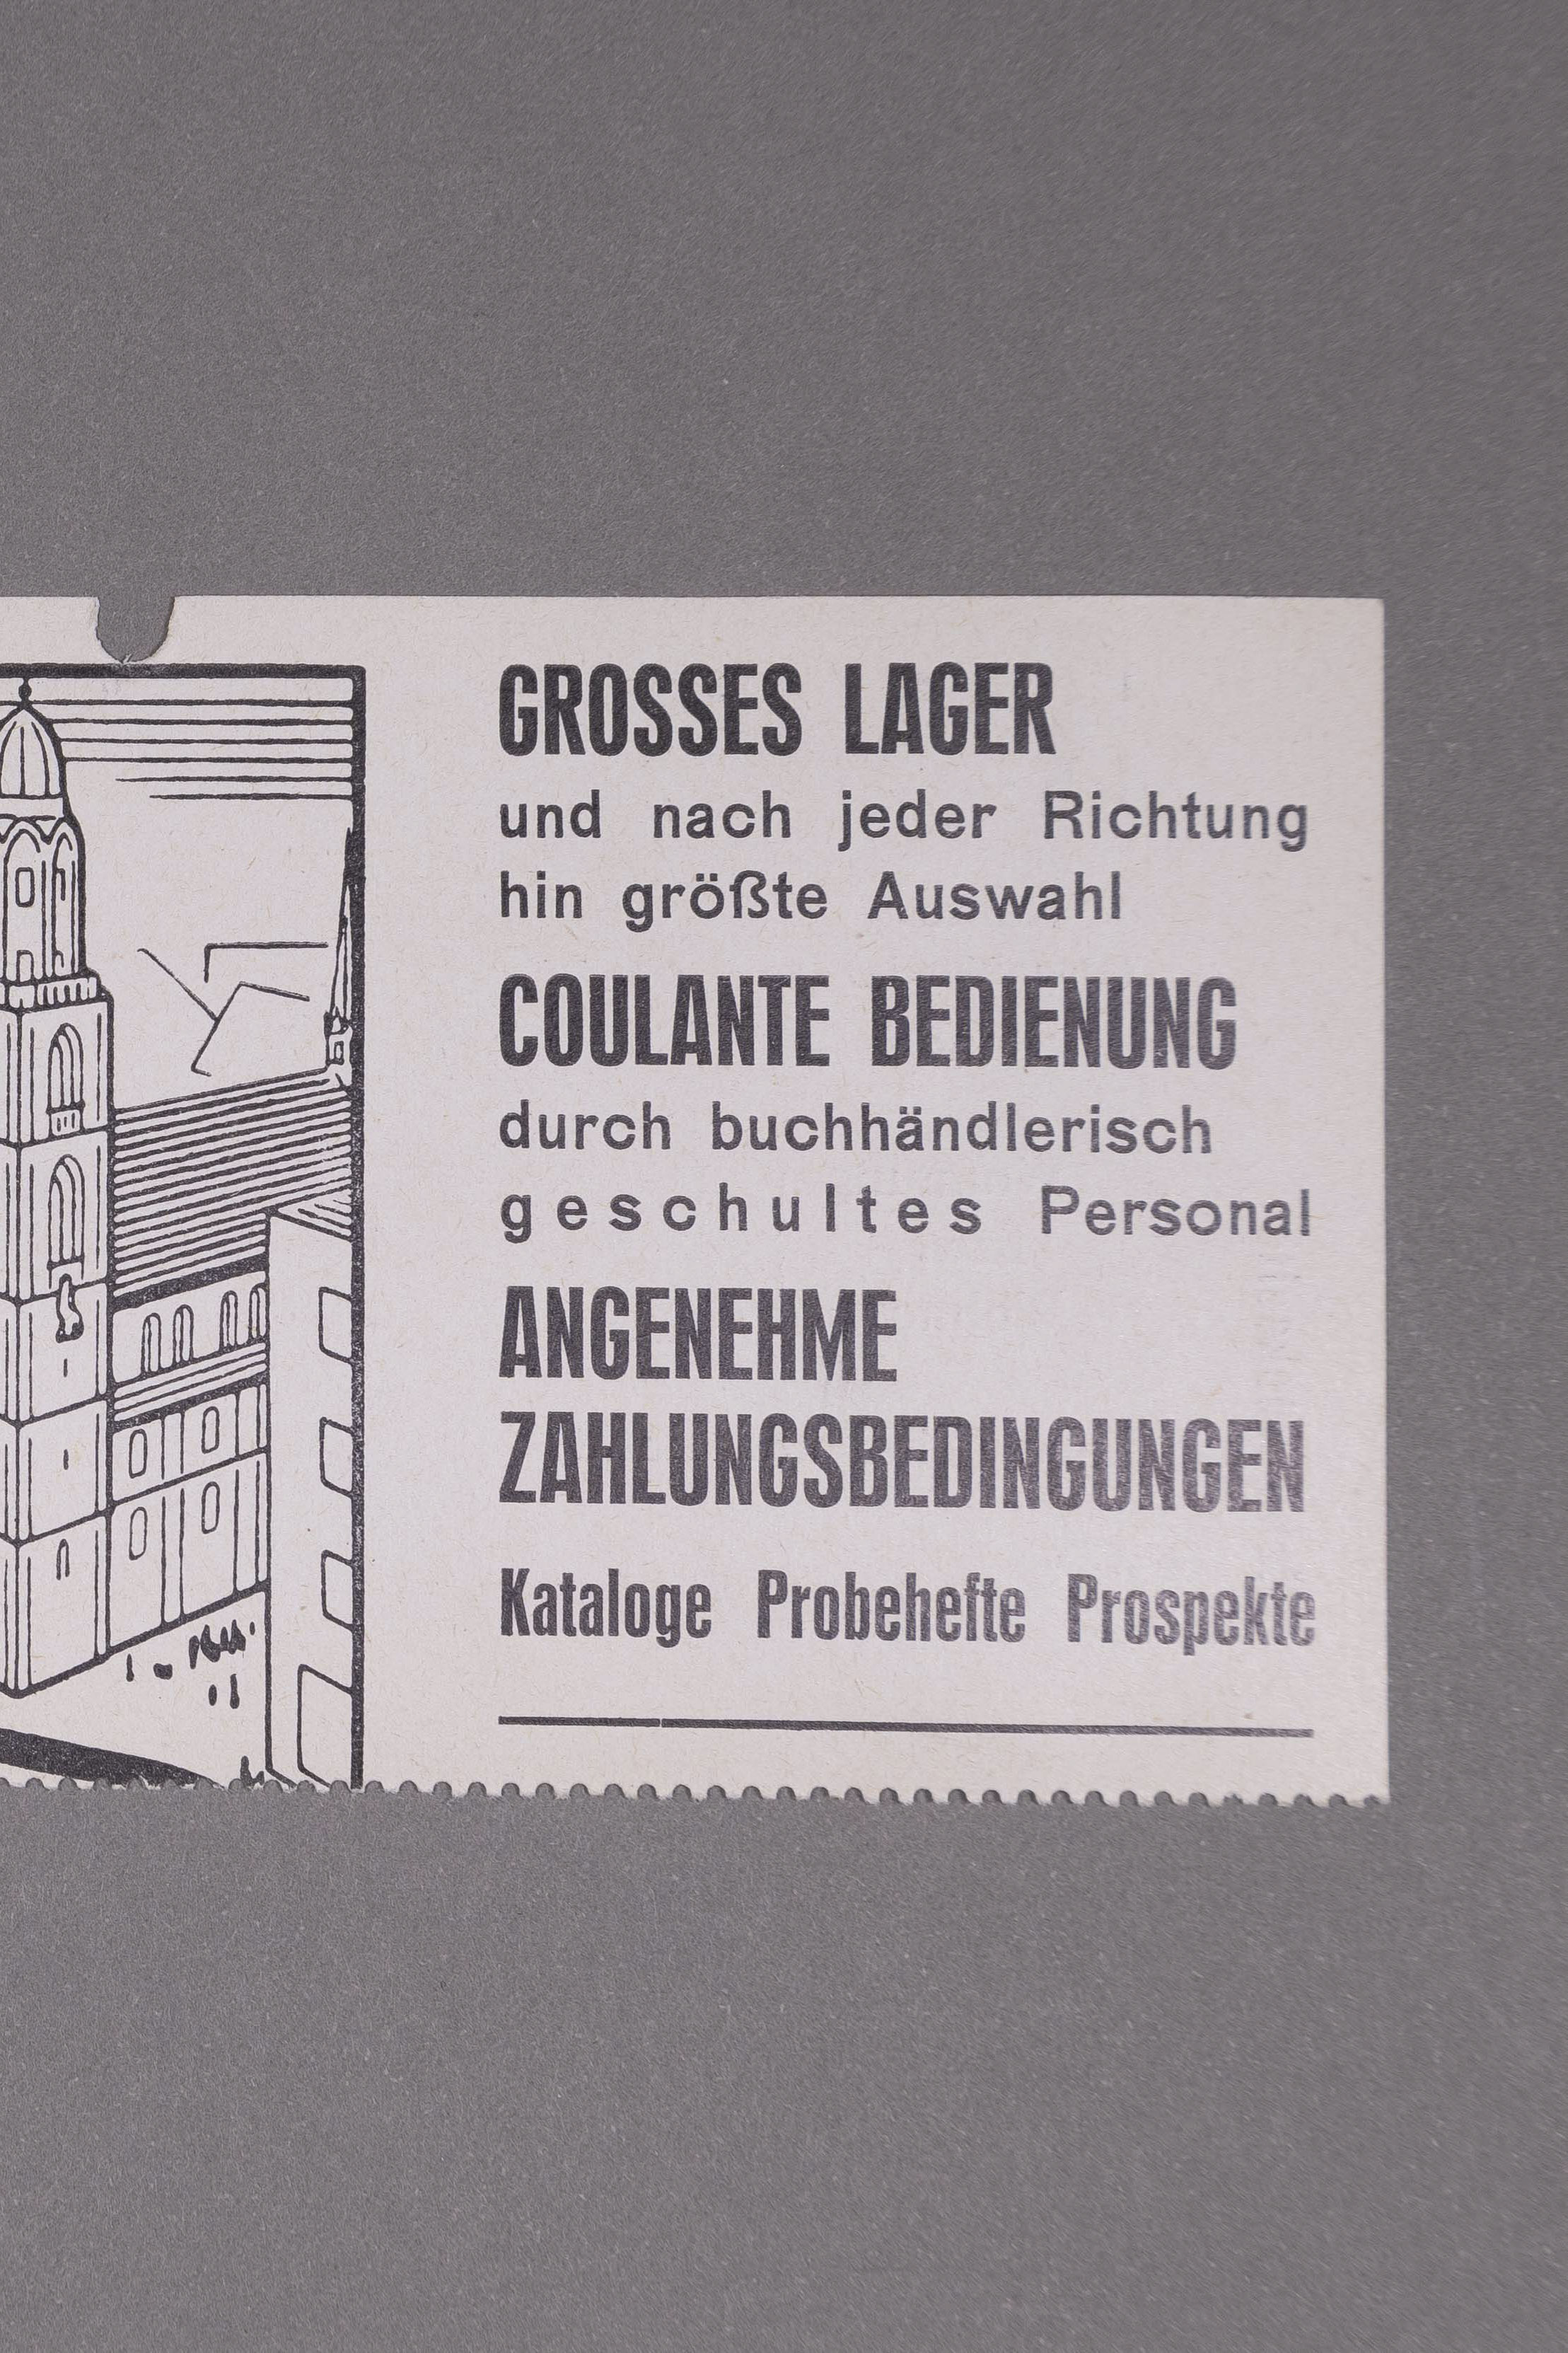 GROSSES LAGER
und nach jeder Richtung
hin größte Auswahl
COULANTE BEDIENUNG
durch buchhändlerisch
geschultes Personal
ANGENEHME
ZAHLUNGSBEDINGUNGEN
Kataloge Probehefte Prospekte